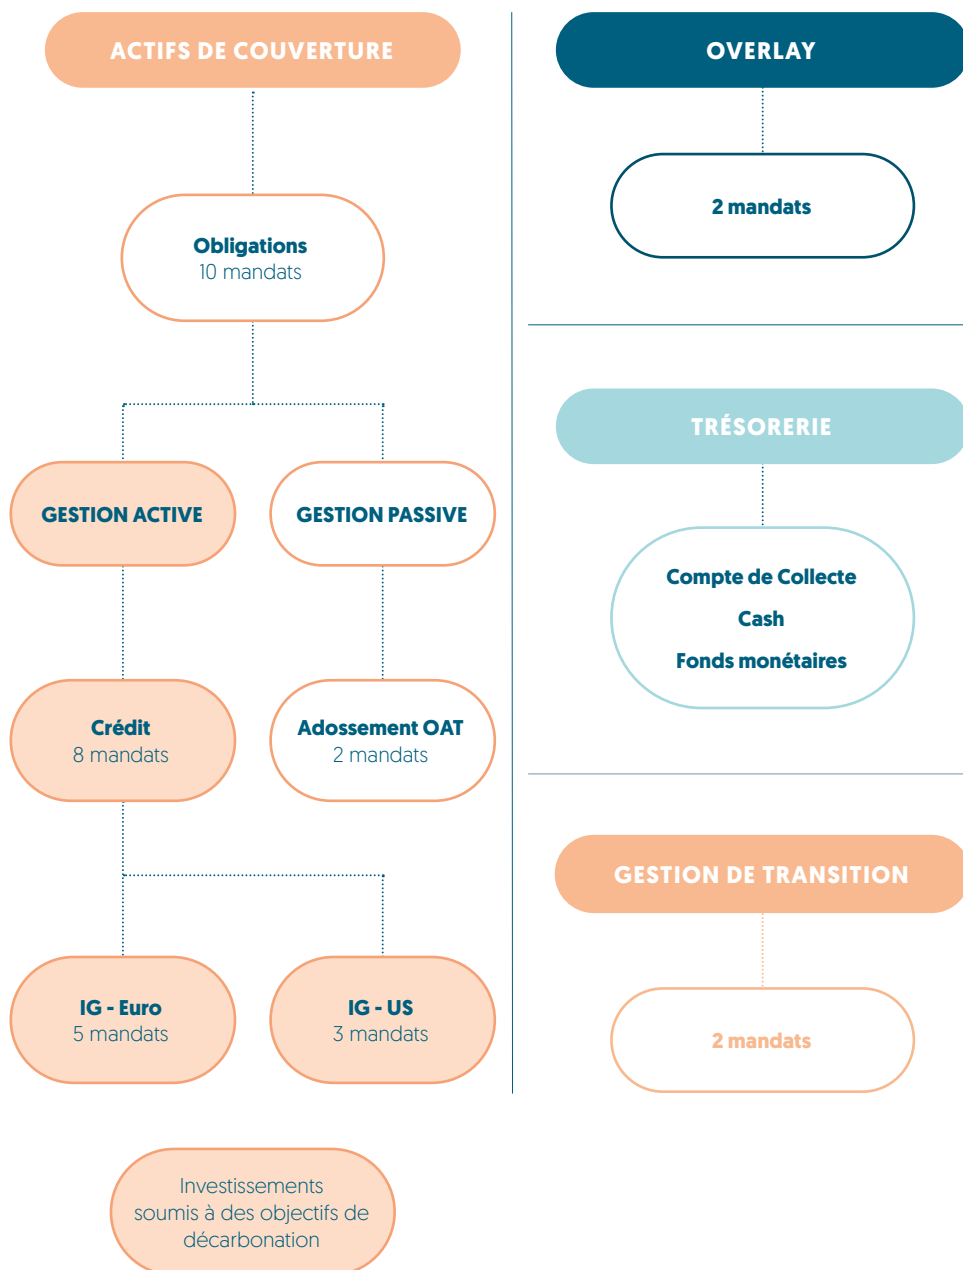 ACTIFS DE COUVERTURE
Obligations
10 mandats
GESTION ACTIVE
GESTION PASSIVE
Crédit
8 mandats
Adossement OAT
2 mandats
IG - Euro
5 mandats
IG - US
3 mandats
Investissements
soumis à des objectifs de
décarbonation
OVERLAY
2 mandats
TRÉSORERIE
Compte de Collecte
Cash
Fonds monétaires
GESTION DE TRANSITION
2 mandats